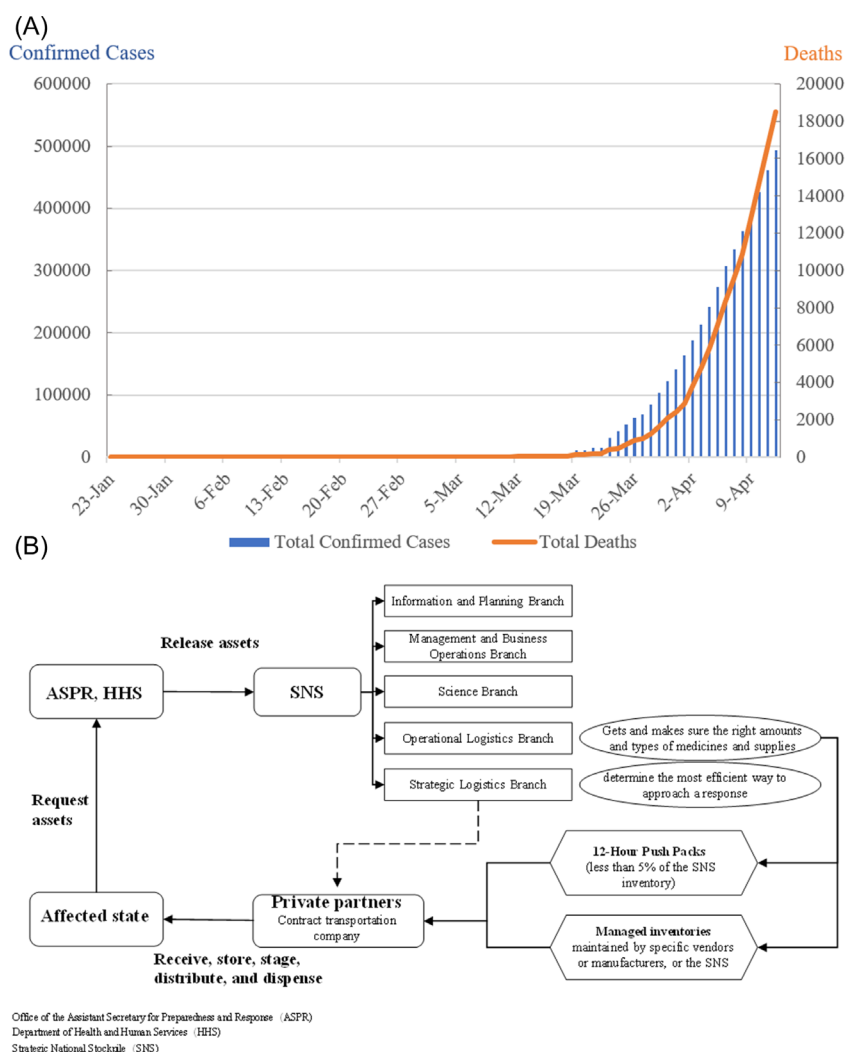 (A)
Confirmed Cases
Deaths
600000
500000
400000
300000
200000
100000
0
20000
18000
16000
14000
12000
10000
8000
6000
4000
2000
0
23-Jan
30-Jan
6-Feb
13-Feb
20-Feb
27-Feb
5-Mar
12-Mar
19-Mar
26-Mar
2-Apr
9-Apr
Total Confirmed Cases
Total Deaths
(B)
Release assets
ASPR, HHS
SNS
Information and Planning Branch
Management and Business
Operations Branch
Science Branch
Operational Logistics Branch
Gets and makes sure the right amounts
and types of medicines and supplies
Strategic Logistics Branch
determine the most efficient way to
approach a response
Request
assets
12-Hour Push Packs
(less than 5% of the SNS
inventory)
Affected state
Private partners
Contract transportation
company
Managed inventories
maintained by specific vendors
or manufacturers, or the SNS
Receive, store, stage,
distribute, and dispense
Office of the Assistant Secretary for Preparedness and Response (ASPR)
Department of Health and Human Services (HHS)
Strategic National Stockpile (SNS)